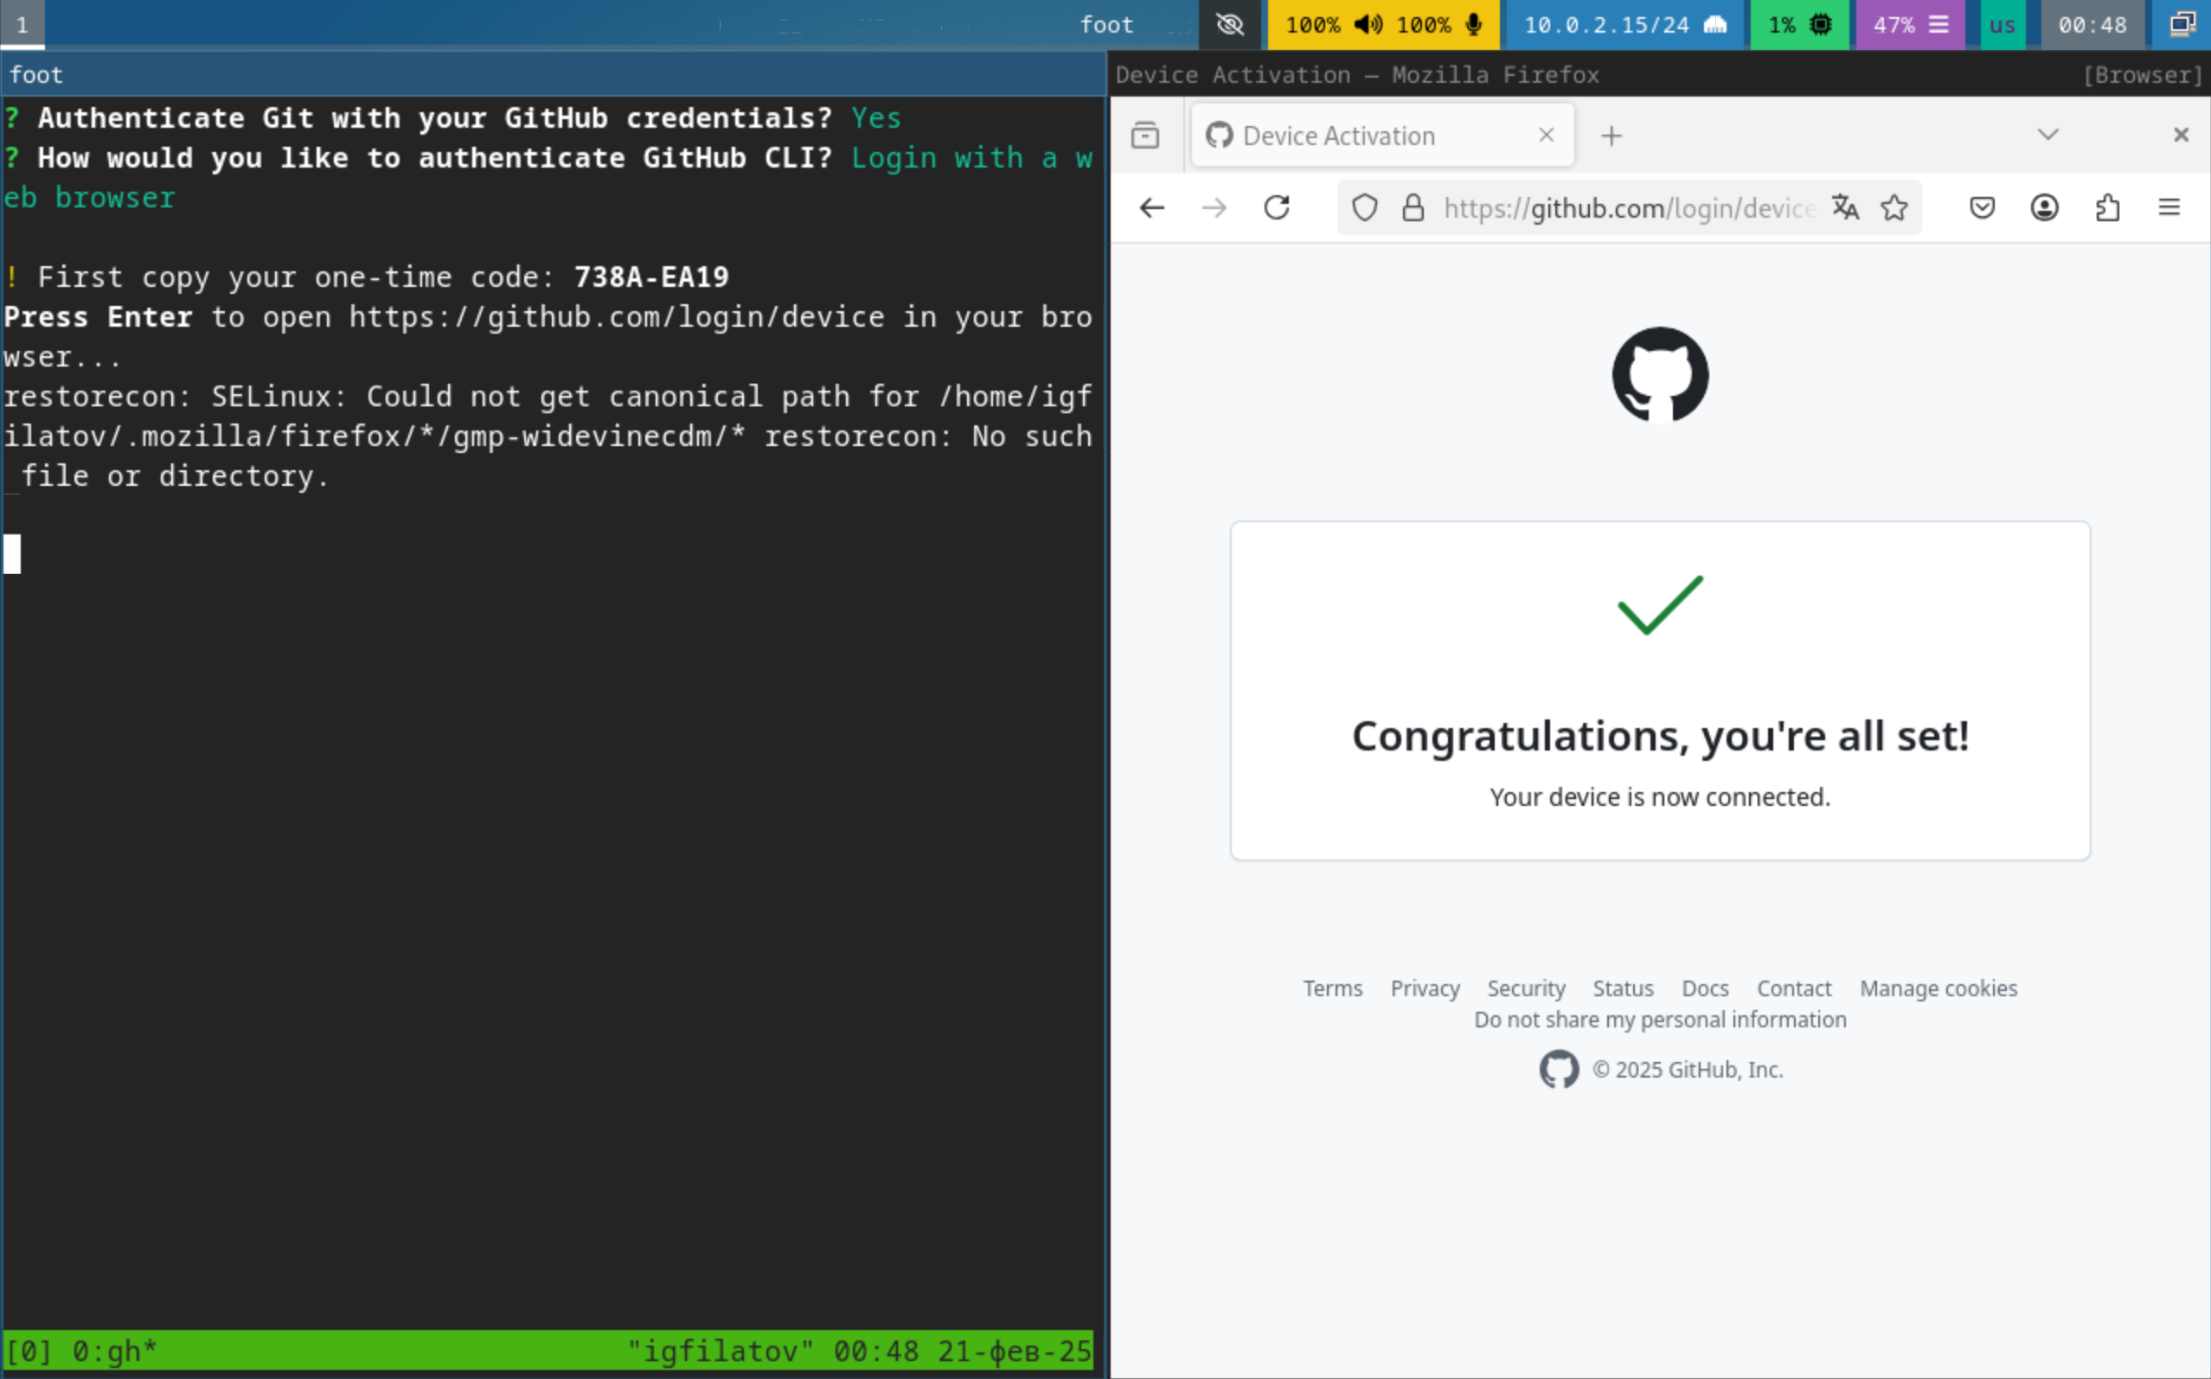 1
foot
100% 100%
10.0.2.15/24
1%
47%
us
00:48
foot
? Authenticate Git with your GitHub credentials? Yes
? How would you like to authenticate GitHub CLI? Login with a w
eb browser
! First copy your one-time code: 738A-EA19
Press Enter to open https://github.com/login/device in your bro
wser...
restorecon: SELinux: Could not get canonical path for /home/igf
ilatov/.mozilla/firefox/*/gmp-widevinecdm/* restorecon: No such
file or directory.
[0] 0:gh* "igfilatov" 00:48 21-фев-25
Device Activation — Mozilla Firefox [Browser]
Device Activation
https://github.com/login/device
Congratulations, you're all set!
Your device is now connected.
Terms Privacy Security Status Docs Contact Manage cookies
Do not share my personal information
© 2025 GitHub, Inc.